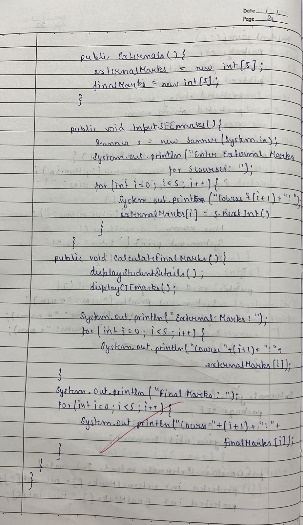 Date
Page
public Externals() {
externalMarks = new int[5];
finalMarks = new int[5];
}
public void inputSEEmarks() {
Scanner s = new Scanner(System.in);
System.out.println("Enter External Marks
for 5 courses: ");
for(int i=0; i<5; i++) {
System.out.println("Course"+(i+1)+":");
externalMarks[i] = s.nextInt()
}
}
public void calculateFinalMarks() {
displayStudentDetails();
displayCIEmarks();
System.out.println("External Marks: ");
for(int i=0; i<5; i++) {
System.out.println("Course"+(i+1)+":"+
externalMarks[i]);
}
System.out.println("Final Marks: ");
for(int i=0; i<5; i++) {
System.out.println("Course"+(i+1)+":"+
finalMarks[i]);
}
}
}